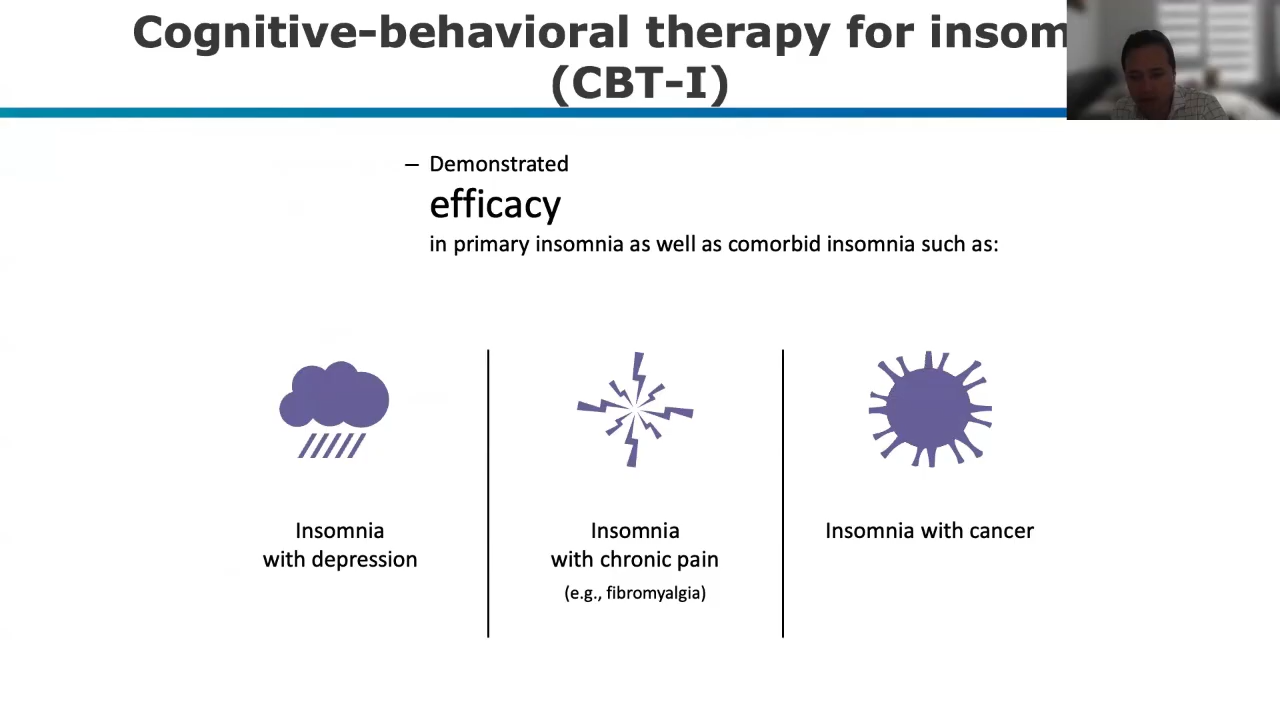 Cognitive-behavioral therapy for insom
(CBT-I)
– Demonstrated
efficacy
in primary insomnia as well as comorbid insomnia such as:
Insomnia
with depression
Insomnia
with chronic pain
(e.g., fibromyalgia)
Insomnia with cancer